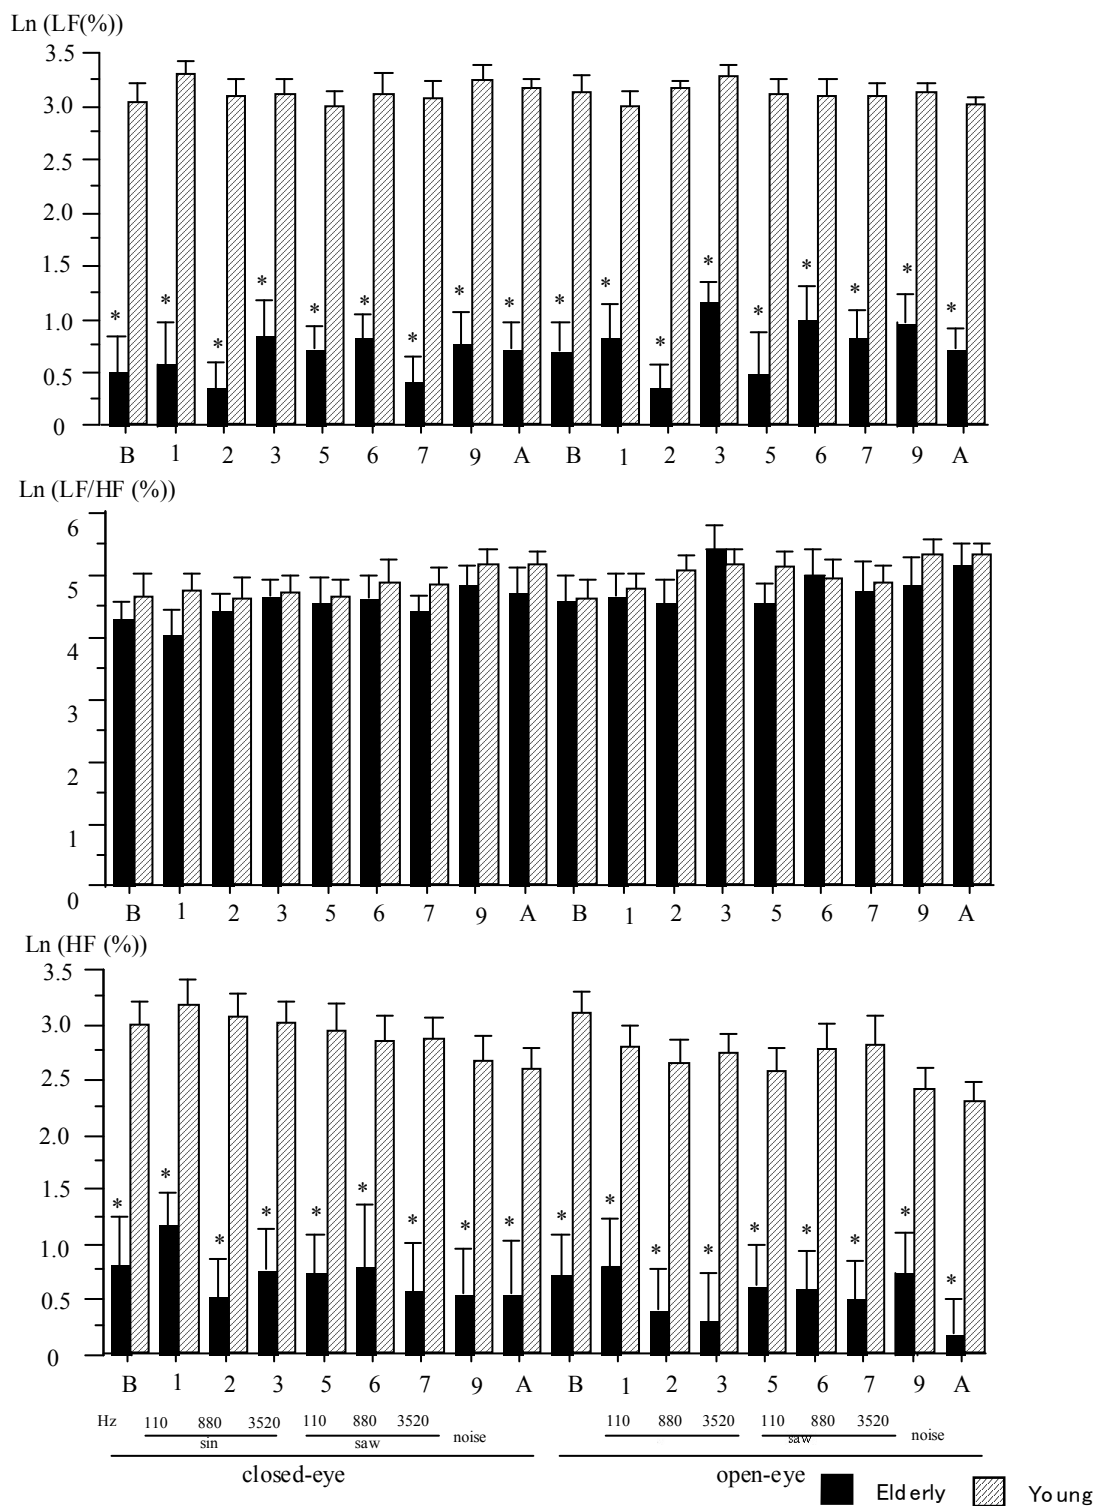 Ln (LF(%))
3.5
3.0
2.5
2.0
1.5
1.0
0.5
0
* * * * * * * * * * * * * * * * *
B 1 2 3 5 6 7 9 A B 1 2 3 5 6 7 9 A
Ln (LF/HF (%))
6
5
4
3
2
1
0
B 1 2 3 5 6 7 9 A B 1 2 3 5 6 7 9 A
Ln (HF (%))
3.5
3.0
2.5
2.0
1.5
1.0
0.5
0
* * * * * * * * * * * * * * * * * *
B 1 2 3 5 6 7 9 A B 1 2 3 5 6 7 9 A
Hz 110 880 3520 110 880 3520 noise 110 880 3520 110 880 3520 noise
sin saw saw
closed-eye open-eye
Elderly Young